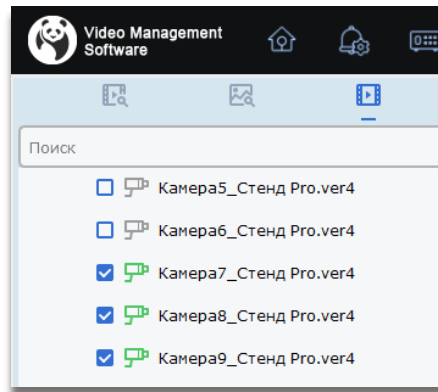 Video Management
Software
Поиск
Камера5_Стенд Pro.ver4
Камера6_Стенд Pro.ver4
Камера7_Стенд Pro.ver4
Камера8_Стенд Pro.ver4
Камера9_Стенд Pro.ver4